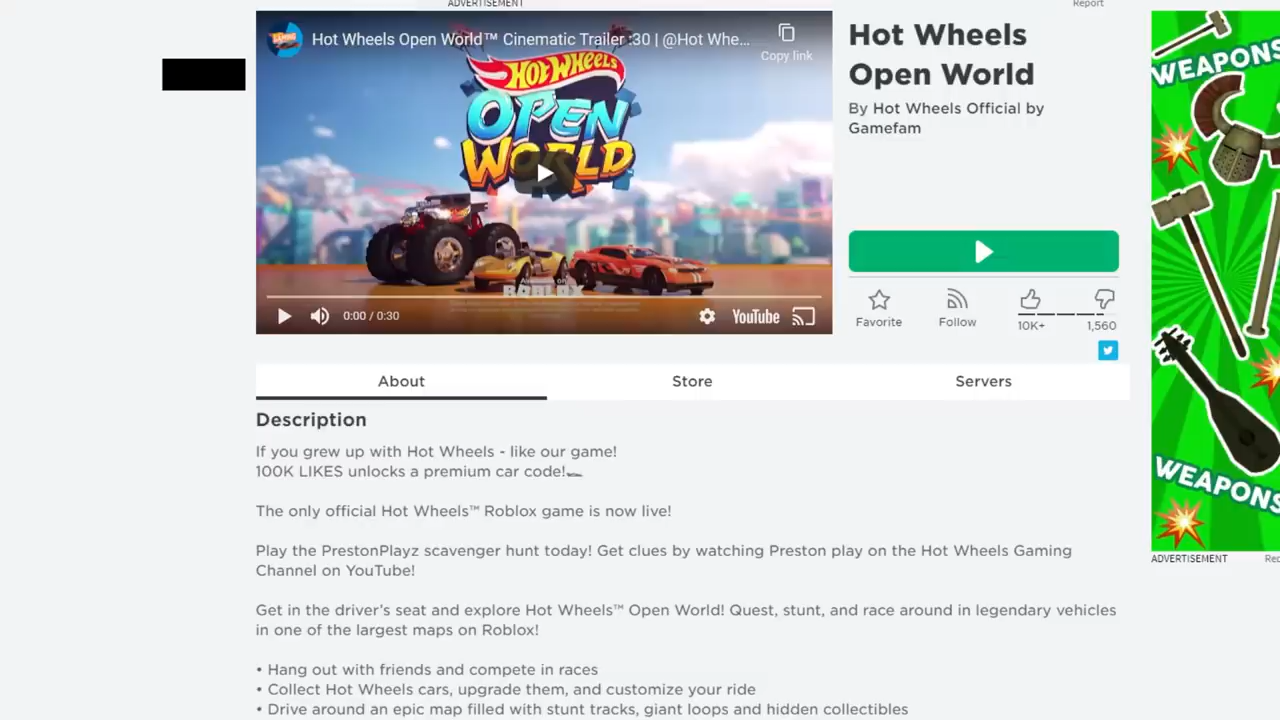 ADVERTISEMENT
Report
Hot Wheels Open World™ Cinematic Trailer :30 | @Hot Whe...
Copy link
HOT WHEELS
OPEN
WORLD
ROBLOX
0:00 / 0:30
YouTube
Hot Wheels
Open World
By Hot Wheels Official by
Gamefam
Favorite
Follow
10K+
1,560
WEAPONS
WEAPONS
ADVERTISEMENT
About
Store
Servers
Description
If you grew up with Hot Wheels - like our game!
100K LIKES unlocks a premium car code!
The only official Hot Wheels™ Roblox game is now live!
Play the PrestonPlayz scavenger hunt today! Get clues by watching Preston play on the Hot Wheels Gaming
Channel on YouTube!
Get in the driver’s seat and explore Hot Wheels™ Open World! Quest, stunt, and race around in legendary vehicles
in one of the largest maps on Roblox!
• Hang out with friends and compete in races
• Collect Hot Wheels cars, upgrade them, and customize your ride
• Drive around an epic map filled with stunt tracks, giant loops and hidden collectibles